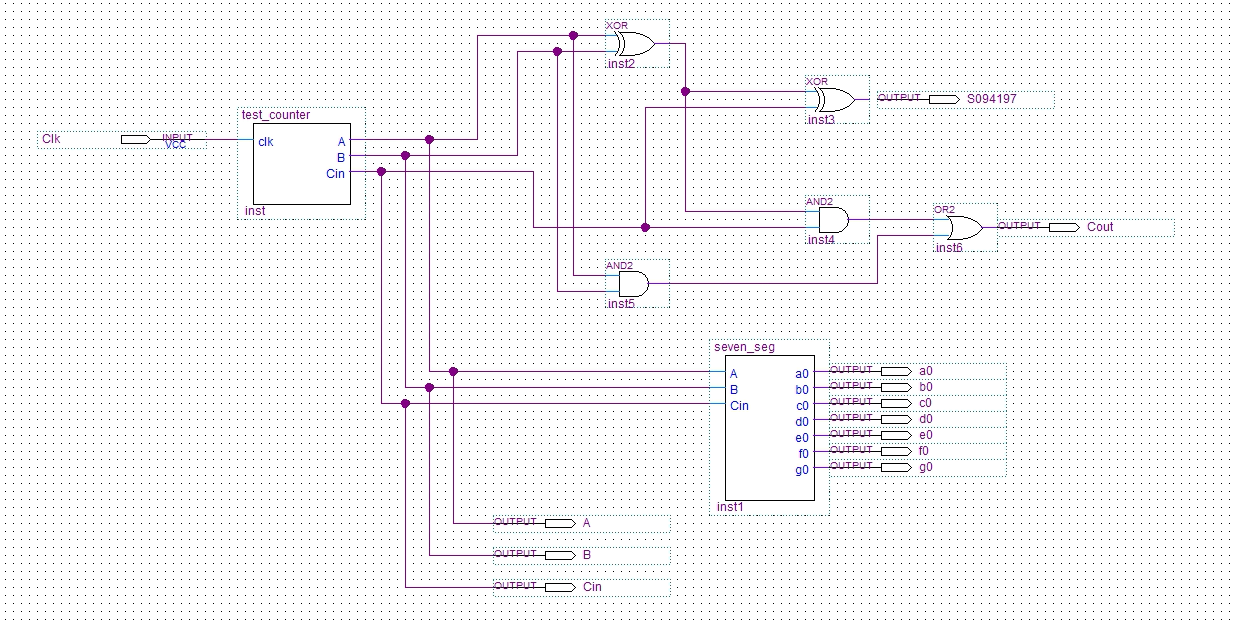 XOR
inst2
XOR
OUTPUT S094197
inst3
test_counter
Clk INPUT
VCC
clk A
B
Cin
inst
AND2
inst4
OR2
OUTPUT Cout
inst6
AND2
inst5
seven_seg
A a0 OUTPUT a0
B b0 OUTPUT b0
Cin c0 OUTPUT c0
d0 OUTPUT d0
e0 OUTPUT e0
f0 OUTPUT f0
g0 OUTPUT g0
inst1
OUTPUT A
OUTPUT B
OUTPUT Cin